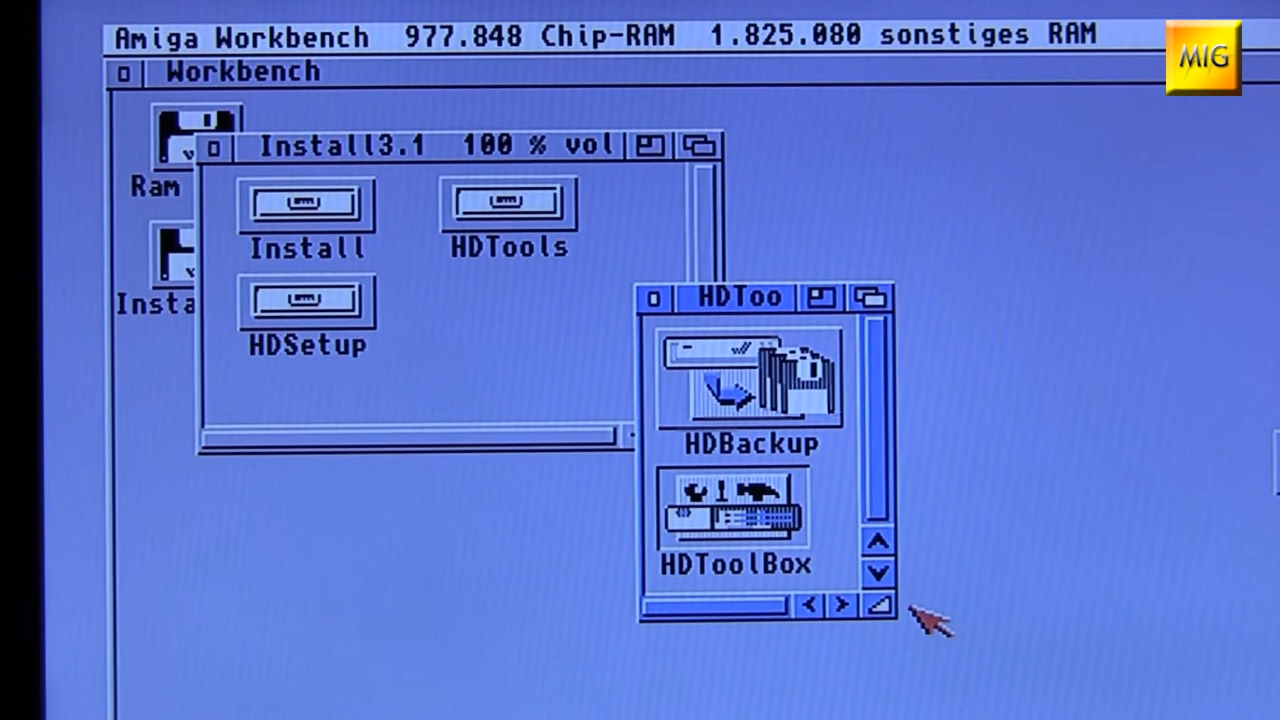 Amiga Workbench 977.848 Chip-RAM 1.825.080 sonstiges RAM
MIG
Workbench
Install3.1 100 % vol
Ram
Install
HDTools
Insta
HDSetup
HDToo
HDBackup
HDToolBox